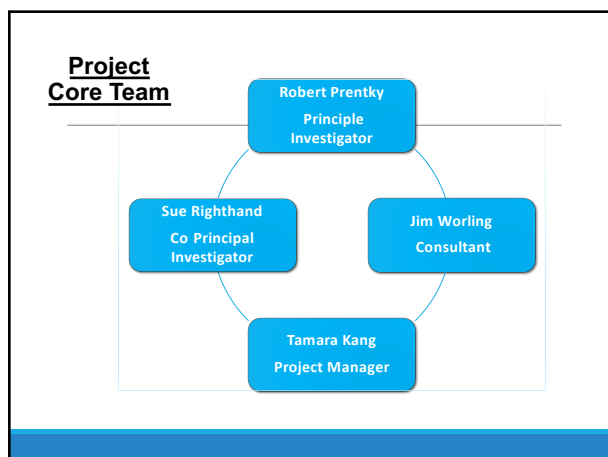 Project
Core Team
Robert Prentky
Principle
Investigator
Sue Righthand
Co Principal
Investigator
Jim Worling
Consultant
Tamara Kang
Project Manager